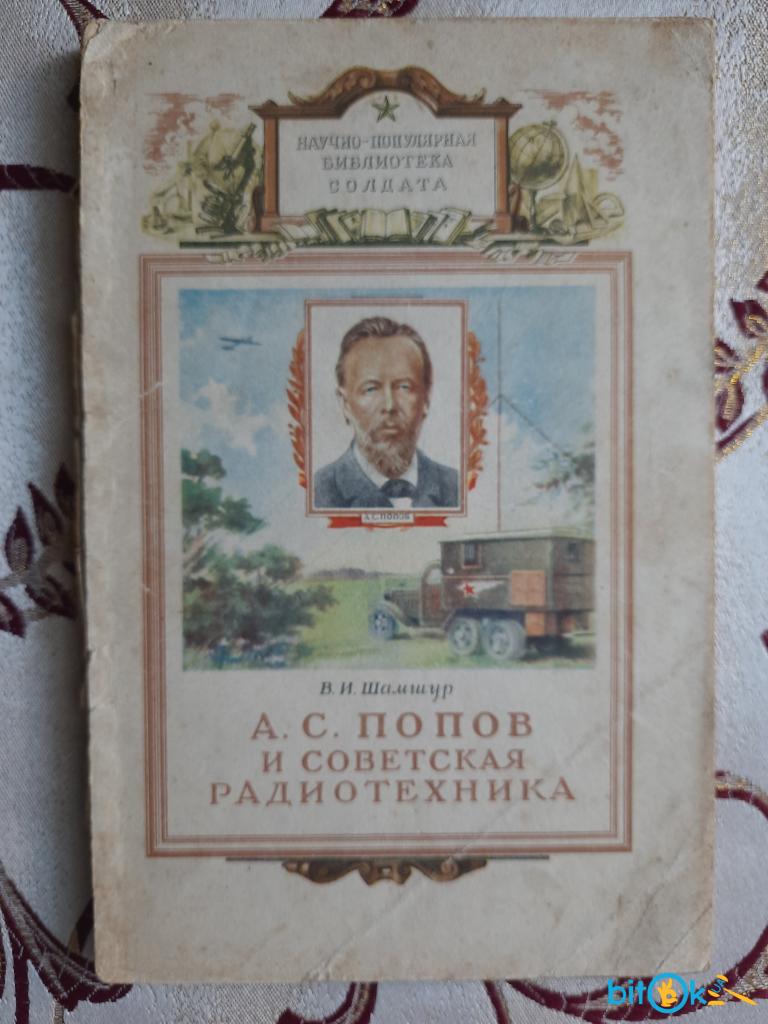 НАУЧНО-ПОПУЛЯРНАЯ
БИБЛИОТЕКА
СОЛДАТА
А.С.ПОПОВ
В. И. Шамшур
А. С. ПОПОВ
И СОВЕТСКАЯ
РАДИОТЕХНИКА
bitOk